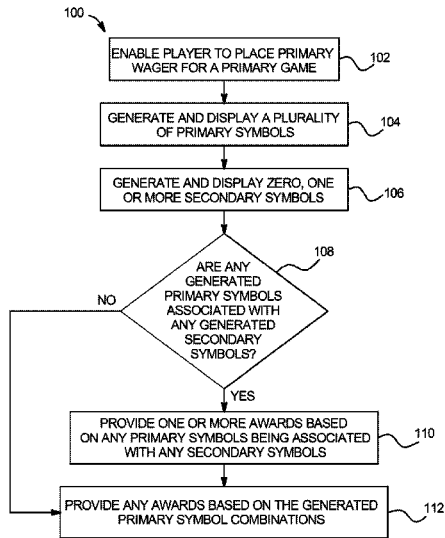 100
ENABLE PLAYER TO PLACE PRIMARY
WAGER FOR A PRIMARY GAME
102
GENERATE AND DISPLAY A PLURALITY
OF PRIMARY SYMBOLS
104
GENERATE AND DISPLAY ZERO, ONE
OR MORE SECONDARY SYMBOLS
106
108
ARE ANY
GENERATED
PRIMARY SYMBOLS
ASSOCIATED WITH
ANY GENERATED
SECONDARY
SYMBOLS?
NO
YES
PROVIDE ONE OR MORE AWARDS BASED
ON ANY PRIMARY SYMBOLS BEING ASSOCIATED
WITH ANY SECONDARY SYMBOLS
110
PROVIDE ANY AWARDS BASED ON THE GENERATED
PRIMARY SYMBOL COMBINATIONS
112